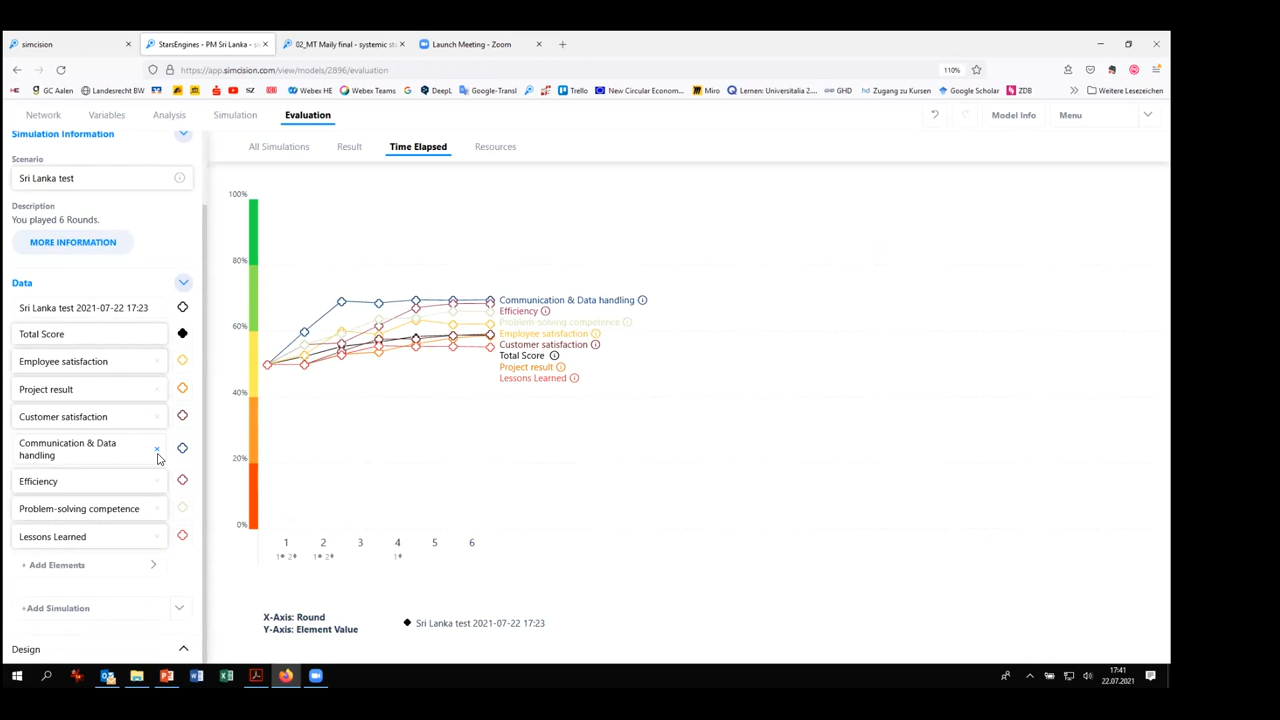 simcision
StarsEngines - PM Sri Lanka - si
02_MT Maily final - systemic st
Launch Meeting - Zoom
https://app.simcision.com/view/models/2896/evaluation
110%
GC Aalen
Landesrecht BW
Webex HE
Webex Teams
DeepL
Google-Transl
Trello
New Circular Econom...
Miro
Lernen: Universitalia 2....
GHD
Zugang zu Kursen
Google Scholar
ZDB
Weitere Lesezeichen
Network
Variables
Analysis
Simulation
Evaluation
Model Info
Menu
Simulation Information
All Simulations
Result
Time Elapsed
Resources
Scenario
Sri Lanka test
Description
You played 6 Rounds.
MORE INFORMATION
Data
Sri Lanka test 2021-07-22 17:23
Total Score
Employee satisfaction
Project result
Customer satisfaction
Communication & Data
handling
Efficiency
Problem-solving competence
Lessons Learned
+ Add Elements
+Add Simulation
Design
100%
80%
60%
40%
20%
0%
Communication & Data handling
Efficiency
Problem-solving competence
Employee satisfaction
Customer satisfaction
Total Score
Project result
Lessons Learned
1 2 3 4 5 6
X-Axis: Round
Y-Axis: Element Value
Sri Lanka test 2021-07-22 17:23
17:41
22.07.2021